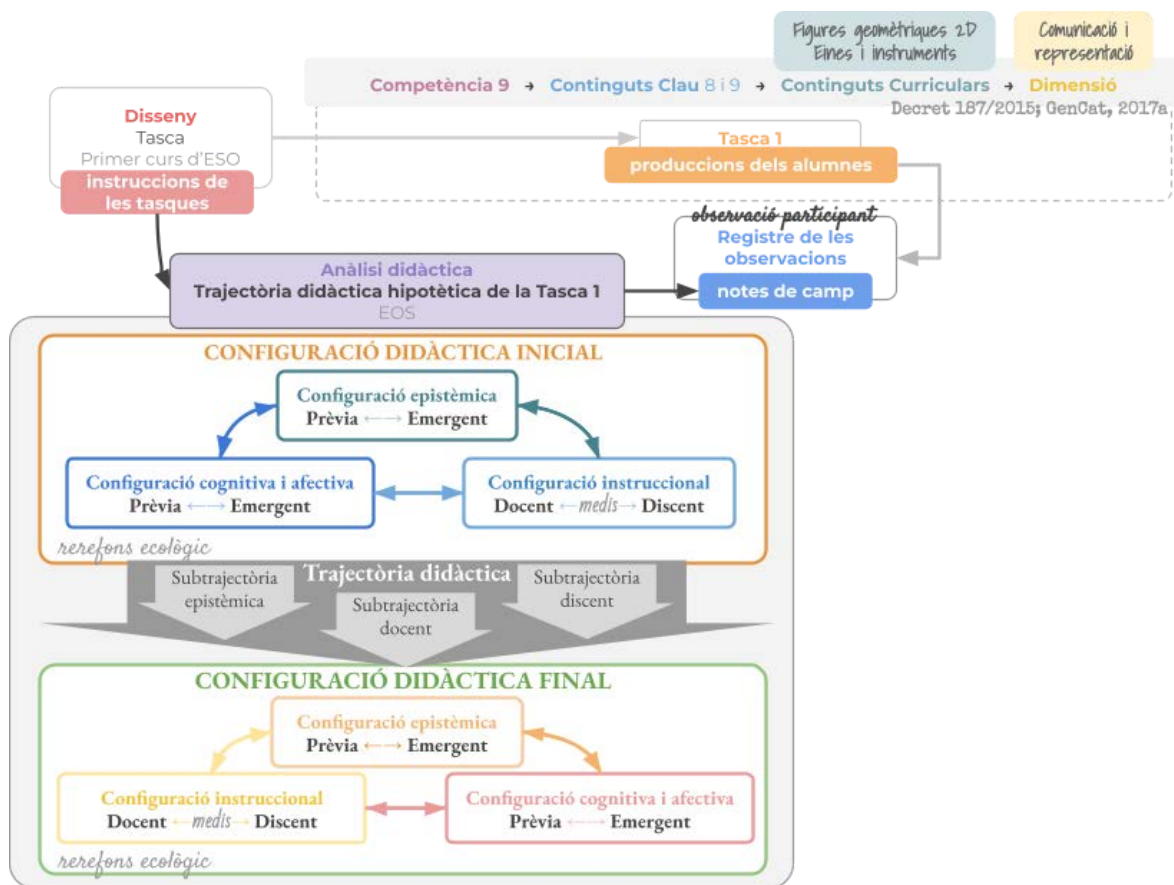 Figures geomètriques 2D
Eines i instruments
Comunicació i
representació
Competència 9 → Continguts Clau 8 i 9 → Continguts Curriculars → Dimensió
Decret 187/2015; GenCat, 2017a
Disseny
Tasca
Primer curs d'ESO
instruccions de
les tasques
Tasca 1
produccions dels alumnes
observació participant
Registre de les
observacions
notes de camp
Anàlisi didàctica
Trajectòria didàctica hipotètica de la Tasca 1
EOS
CONFIGURACIÓ DIDÀCTICA INICIAL
Configuració epistèmica
Prèvia ←→ Emergent
Configuració cognitiva i afectiva
Prèvia ←→ Emergent
Configuració instruccional
Docent ←medis→ Discent
rerefons ecològic
Trajectòria didàctica
Subtrajectòria
epistèmica
Subtrajectòria
docent
Subtrajectòria
discent
CONFIGURACIÓ DIDÀCTICA FINAL
Configuració epistèmica
Prèvia ←→ Emergent
Configuració instruccional
Docent ←medis→ Discent
Configuració cognitiva i afectiva
Prèvia ←→ Emergent
rerefons ecològic